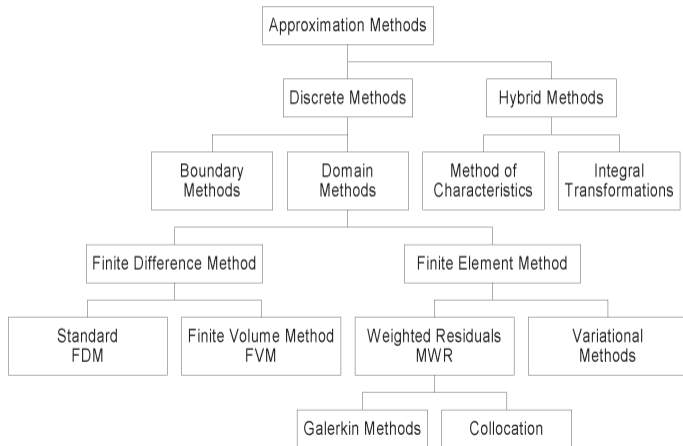 Approximation Methods
Discrete Methods
Hybrid Methods
Boundary
Methods
Domain
Methods
Method of
Characteristics
Integral
Transformations
Finite Difference Method
Finite Element Method
Standard
FDM
Finite Volume Method
FVM
Weighted Residuals
MWR
Variational
Methods
Galerkin Methods
Collocation